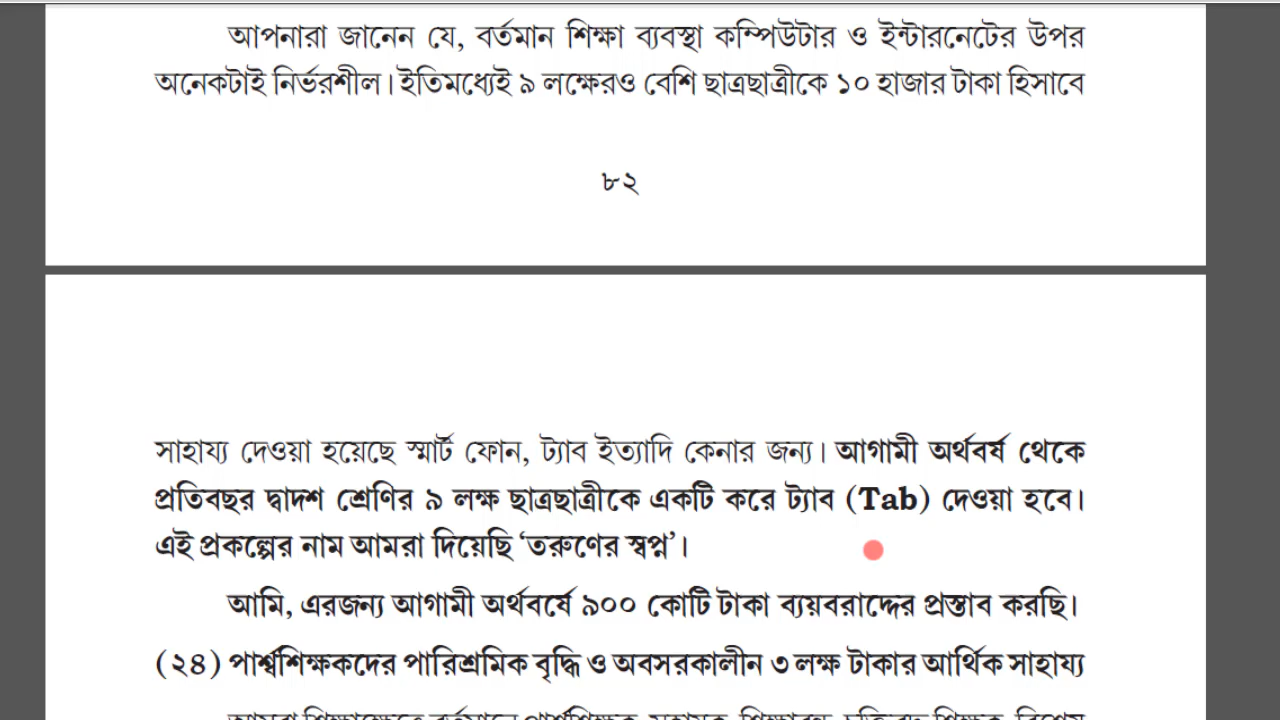 আপনারা জানেন যে, বর্তমান শিক্ষা ব্যবস্থা কম্পিউটার ও ইন্টারনেটের উপর
অনেকটাই নির্ভরশীল। ইতিমধ্যেই ৯ লক্ষেরও বেশি ছাত্রছাত্রীকে ১০ হাজার টাকা হিসাবে
৮২
সাহায্য দেওয়া হয়েছে স্মার্ট ফোন, ট্যাব ইত্যাদি কেনার জন্য। আগামী অর্থবর্ষ থেকে
প্রতিবছর দ্বাদশ শ্রেণির ৯ লক্ষ ছাত্রছাত্রীকে একটি করে ট্যাব (Tab) দেওয়া হবে।
এই প্রকল্পের নাম আমরা দিয়েছি ‘তরুণের স্বপ্ন’।
আমি, এরজন্য আগামী অর্থবর্ষে ৯০০ কোটি টাকা ব্যয়বরাদ্দের প্রস্তাব করছি।
(২৪) পার্শ্বশিক্ষকদের পারিশ্রমিক বৃদ্ধি ও অবসরকালীন ৩ লক্ষ টাকার আর্থিক সাহায্য